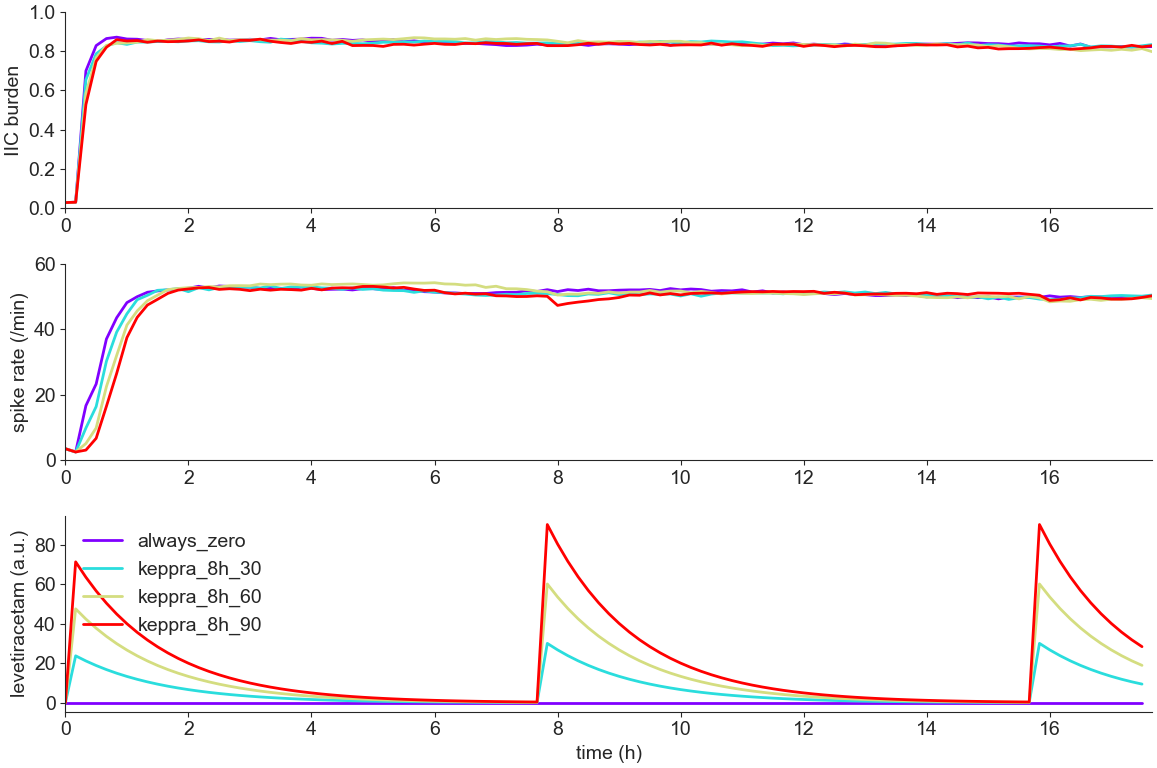 IIC burden
1.0
0.8
0.6
0.4
0.2
0.0
0 2 4 6 8 10 12 14 16
spike rate (/min)
60
40
20
0
0 2 4 6 8 10 12 14 16
levetiracetam (a.u.)
80
60
40
20
0
always_zero
keppra_8h_30
keppra_8h_60
keppra_8h_90
0 2 4 6 8 10 12 14 16
time (h)